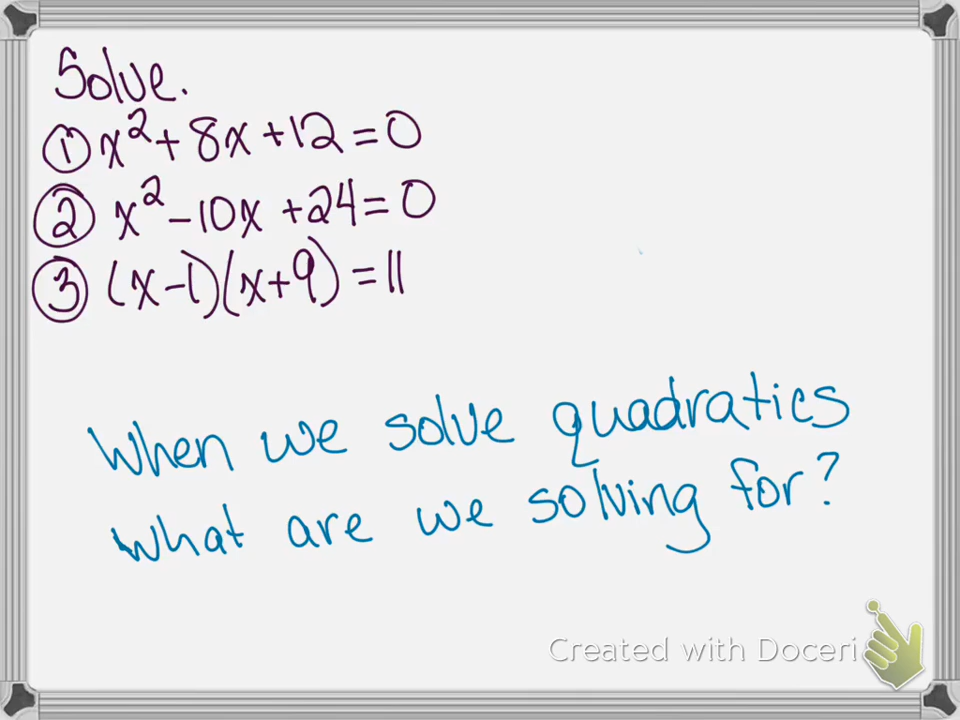 Solve.
① x² + 8x + 12 = 0
② x² - 10x + 24 = 0
③ (x-1)(x+9) = 11
When we solve quadratics
what are we solving for?
Created with Doceri